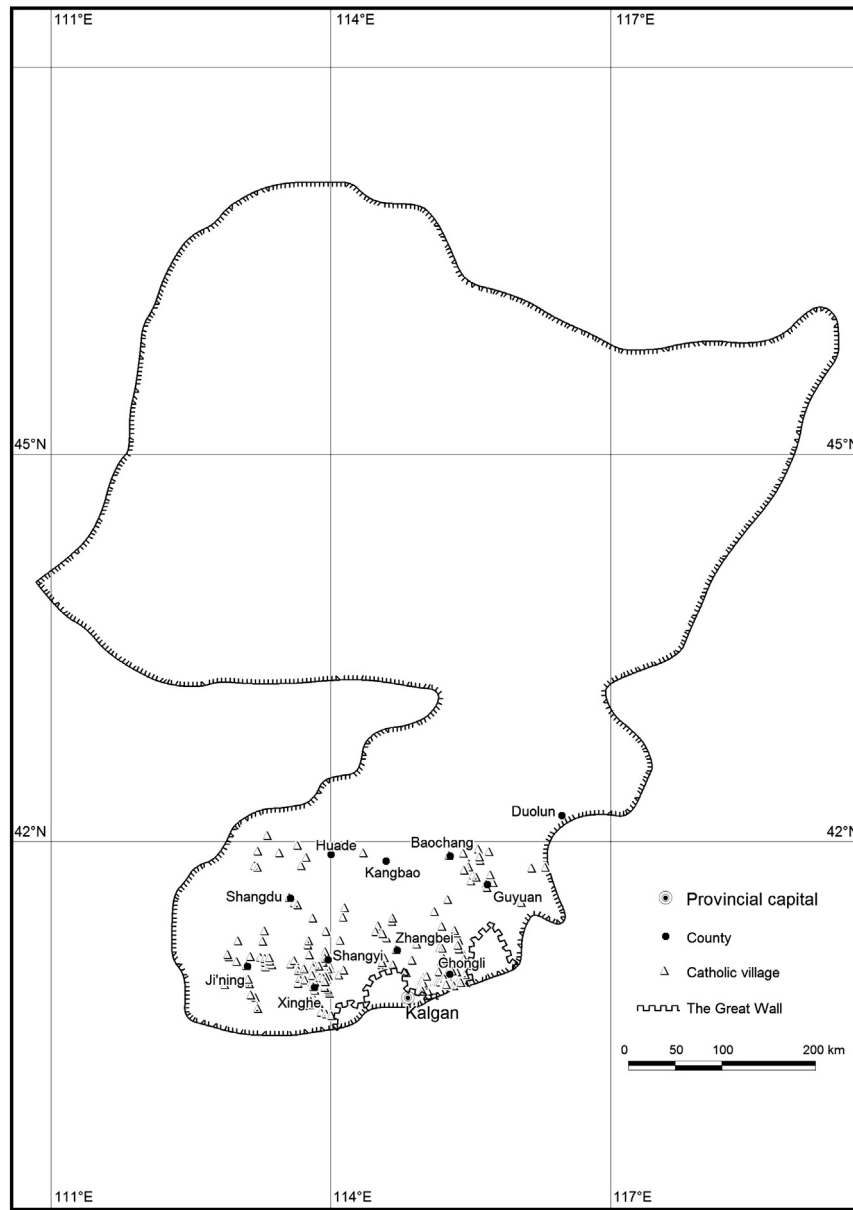 111°E
114°E
117°E
45°N
45°N
Duolun
42°N
42°N
Huade
Baochang
Kangbao
Shangdu
Guyuan
Provincial capital
Zhangbei
County
Shangyi
Chongli
Catholic village
Ji'ning
Xinghe
Kalgan
The Great Wall
0 50 100 200 km
111°E
114°E
117°E